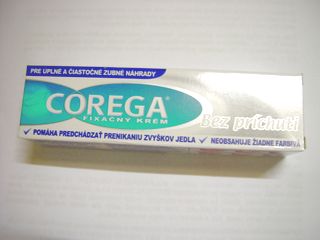 PRE ÚPLNÉ A ČIASTOČNÉ ZUBNÉ NÁHRADY
COREGA®
FIXAČNÝ KRÉM
Bez príchuti
✓ POMÁHA PREDCHÁDZAŤ PRENIKANIU ZVYŠKOV JEDLA ✓ NEOBSAHUJE ŽIADNE FARBIVÁ